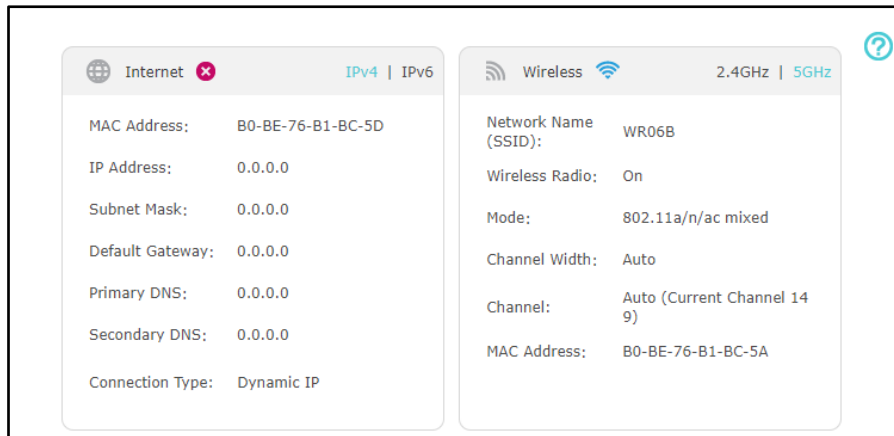 Internet
IPv4 | IPv6
MAC Address: B0-BE-76-B1-BC-5D
IP Address: 0.0.0.0
Subnet Mask: 0.0.0.0
Default Gateway: 0.0.0.0
Primary DNS: 0.0.0.0
Secondary DNS: 0.0.0.0
Connection Type: Dynamic IP
Wireless
2.4GHz | 5GHz
Network Name
(SSID): WR06B
Wireless Radio: On
Mode: 802.11a/n/ac mixed
Channel Width: Auto
Channel: Auto (Current Channel 14
9)
MAC Address: B0-BE-76-B1-BC-5A
?